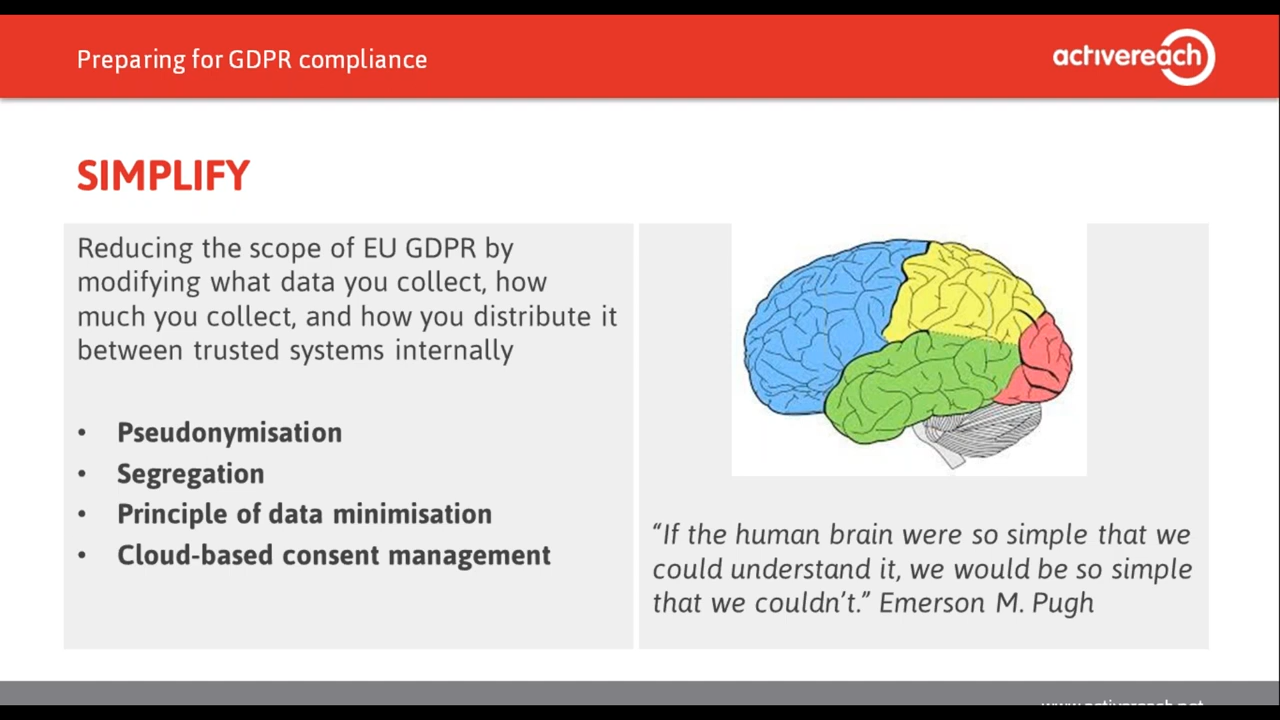 Preparing for GDPR compliance
activereach
SIMPLIFY
Reducing the scope of EU GDPR by
modifying what data you collect, how
much you collect, and how you distribute it
between trusted systems internally
• Pseudonymisation
• Segregation
• Principle of data minimisation
• Cloud-based consent management
“If the human brain were so simple that we
could understand it, we would be so simple
that we couldn’t.” Emerson M. Pugh
www.activereach.net